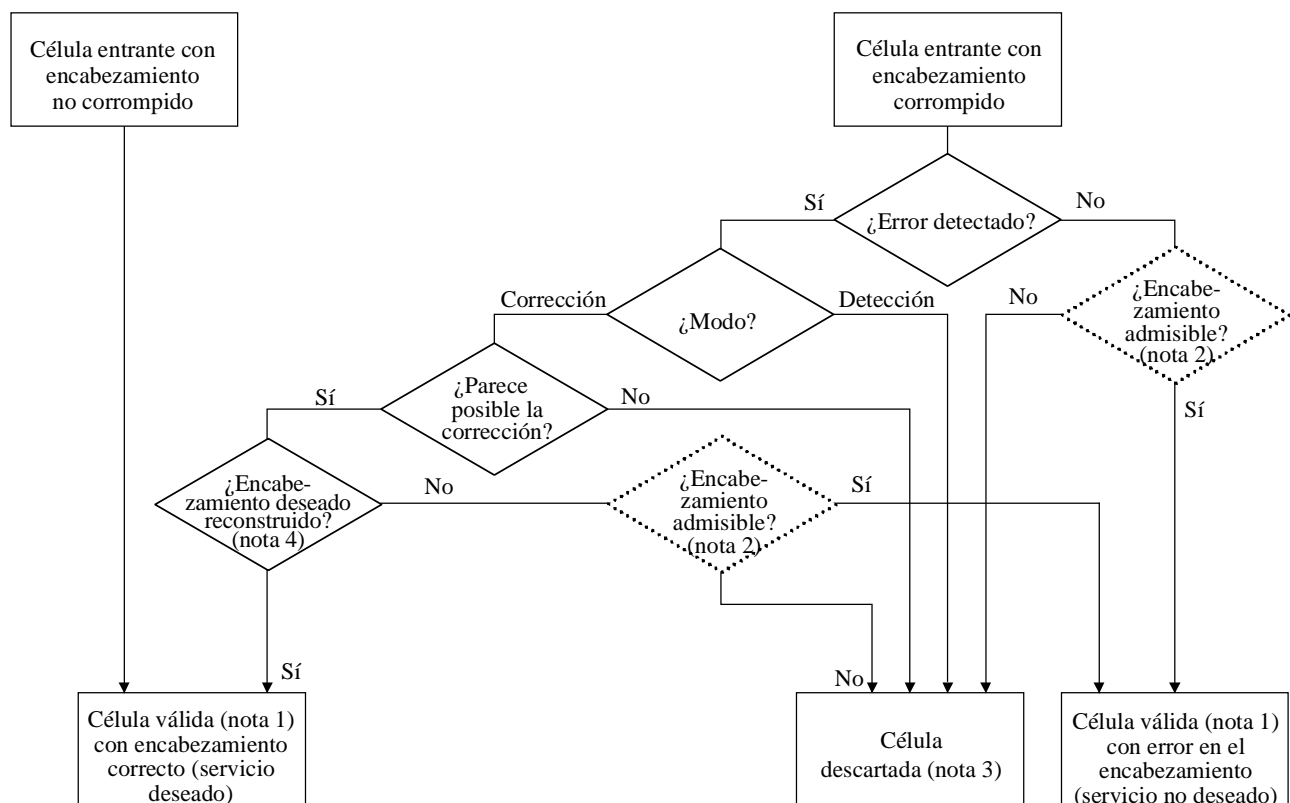 Célula entrante con
encabezamiento
no corrompido
Célula entrante con
encabezamiento
corrompido
Sí
¿Error detectado?
No
Corrección
¿Modo?
Detección
No
¿Encabe-
zamiento
admisible?
(nota 2)
Sí
¿Parece
posible la
corrección?
No
Sí
¿Encabe-
zamiento deseado
reconstruido?
(nota 4)
No
¿Encabe-
zamiento
admisible?
(nota 2)
Sí
Sí
No
Célula válida (nota 1)
con encabezamiento
correcto (servicio
deseado)
Célula
descartada (nota 3)
Célula válida (nota 1)
con error en el
encabezamiento
(servicio no deseado)